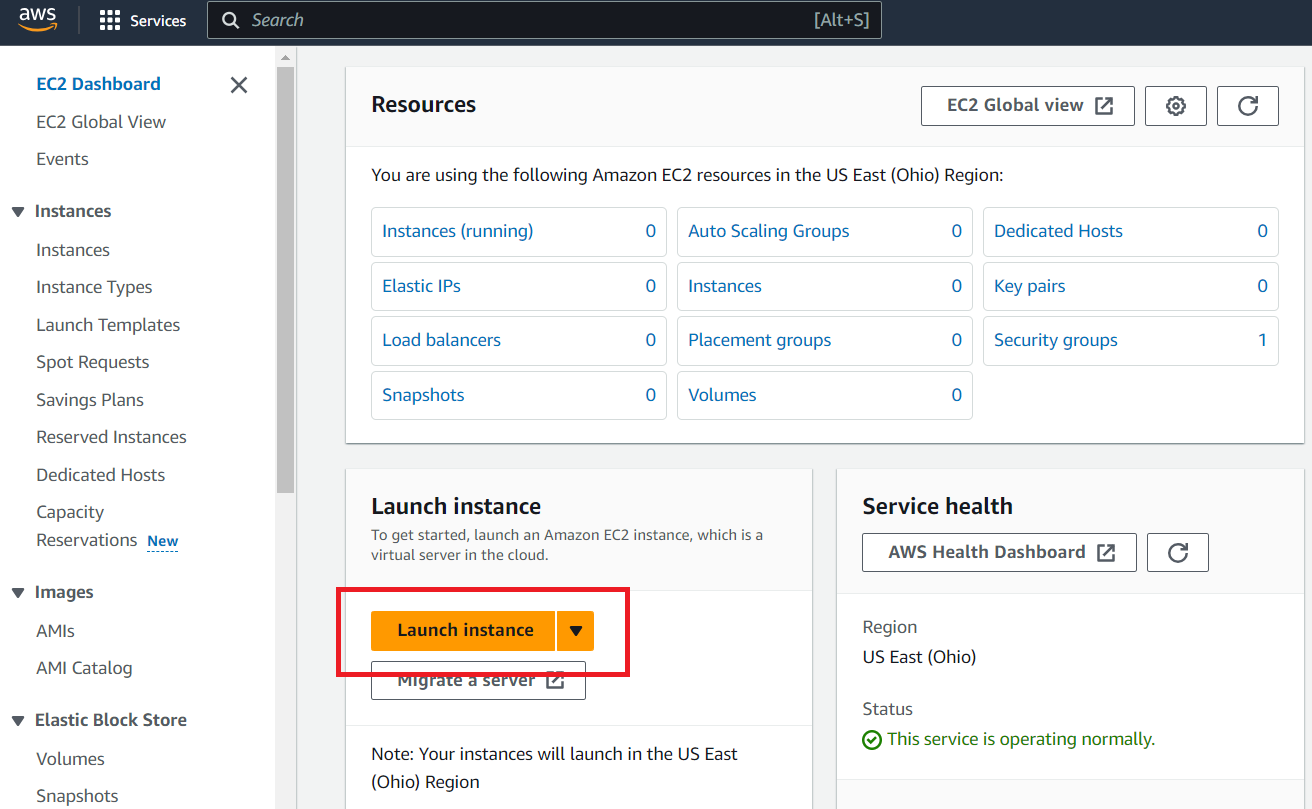 aws
Services
Search
[Alt+S]
EC2 Dashboard
EC2 Global View
Events
Instances
Instances
Instance Types
Launch Templates
Spot Requests
Savings Plans
Reserved Instances
Dedicated Hosts
Capacity
Reservations New
Images
AMIs
AMI Catalog
Elastic Block Store
Volumes
Snapshots
Resources
EC2 Global view
You are using the following Amazon EC2 resources in the US East (Ohio) Region:
Instances (running) 0
Auto Scaling Groups 0
Dedicated Hosts 0
Elastic IPs 0
Instances 0
Key pairs 0
Load balancers 0
Placement groups 0
Security groups 1
Snapshots 0
Volumes 0
Launch instance
To get started, launch an Amazon EC2 instance, which is a
virtual server in the cloud.
Launch instance
Migrate a server
Note: Your instances will launch in the US East
(Ohio) Region
Service health
AWS Health Dashboard
Region
US East (Ohio)
Status
This service is operating normally.